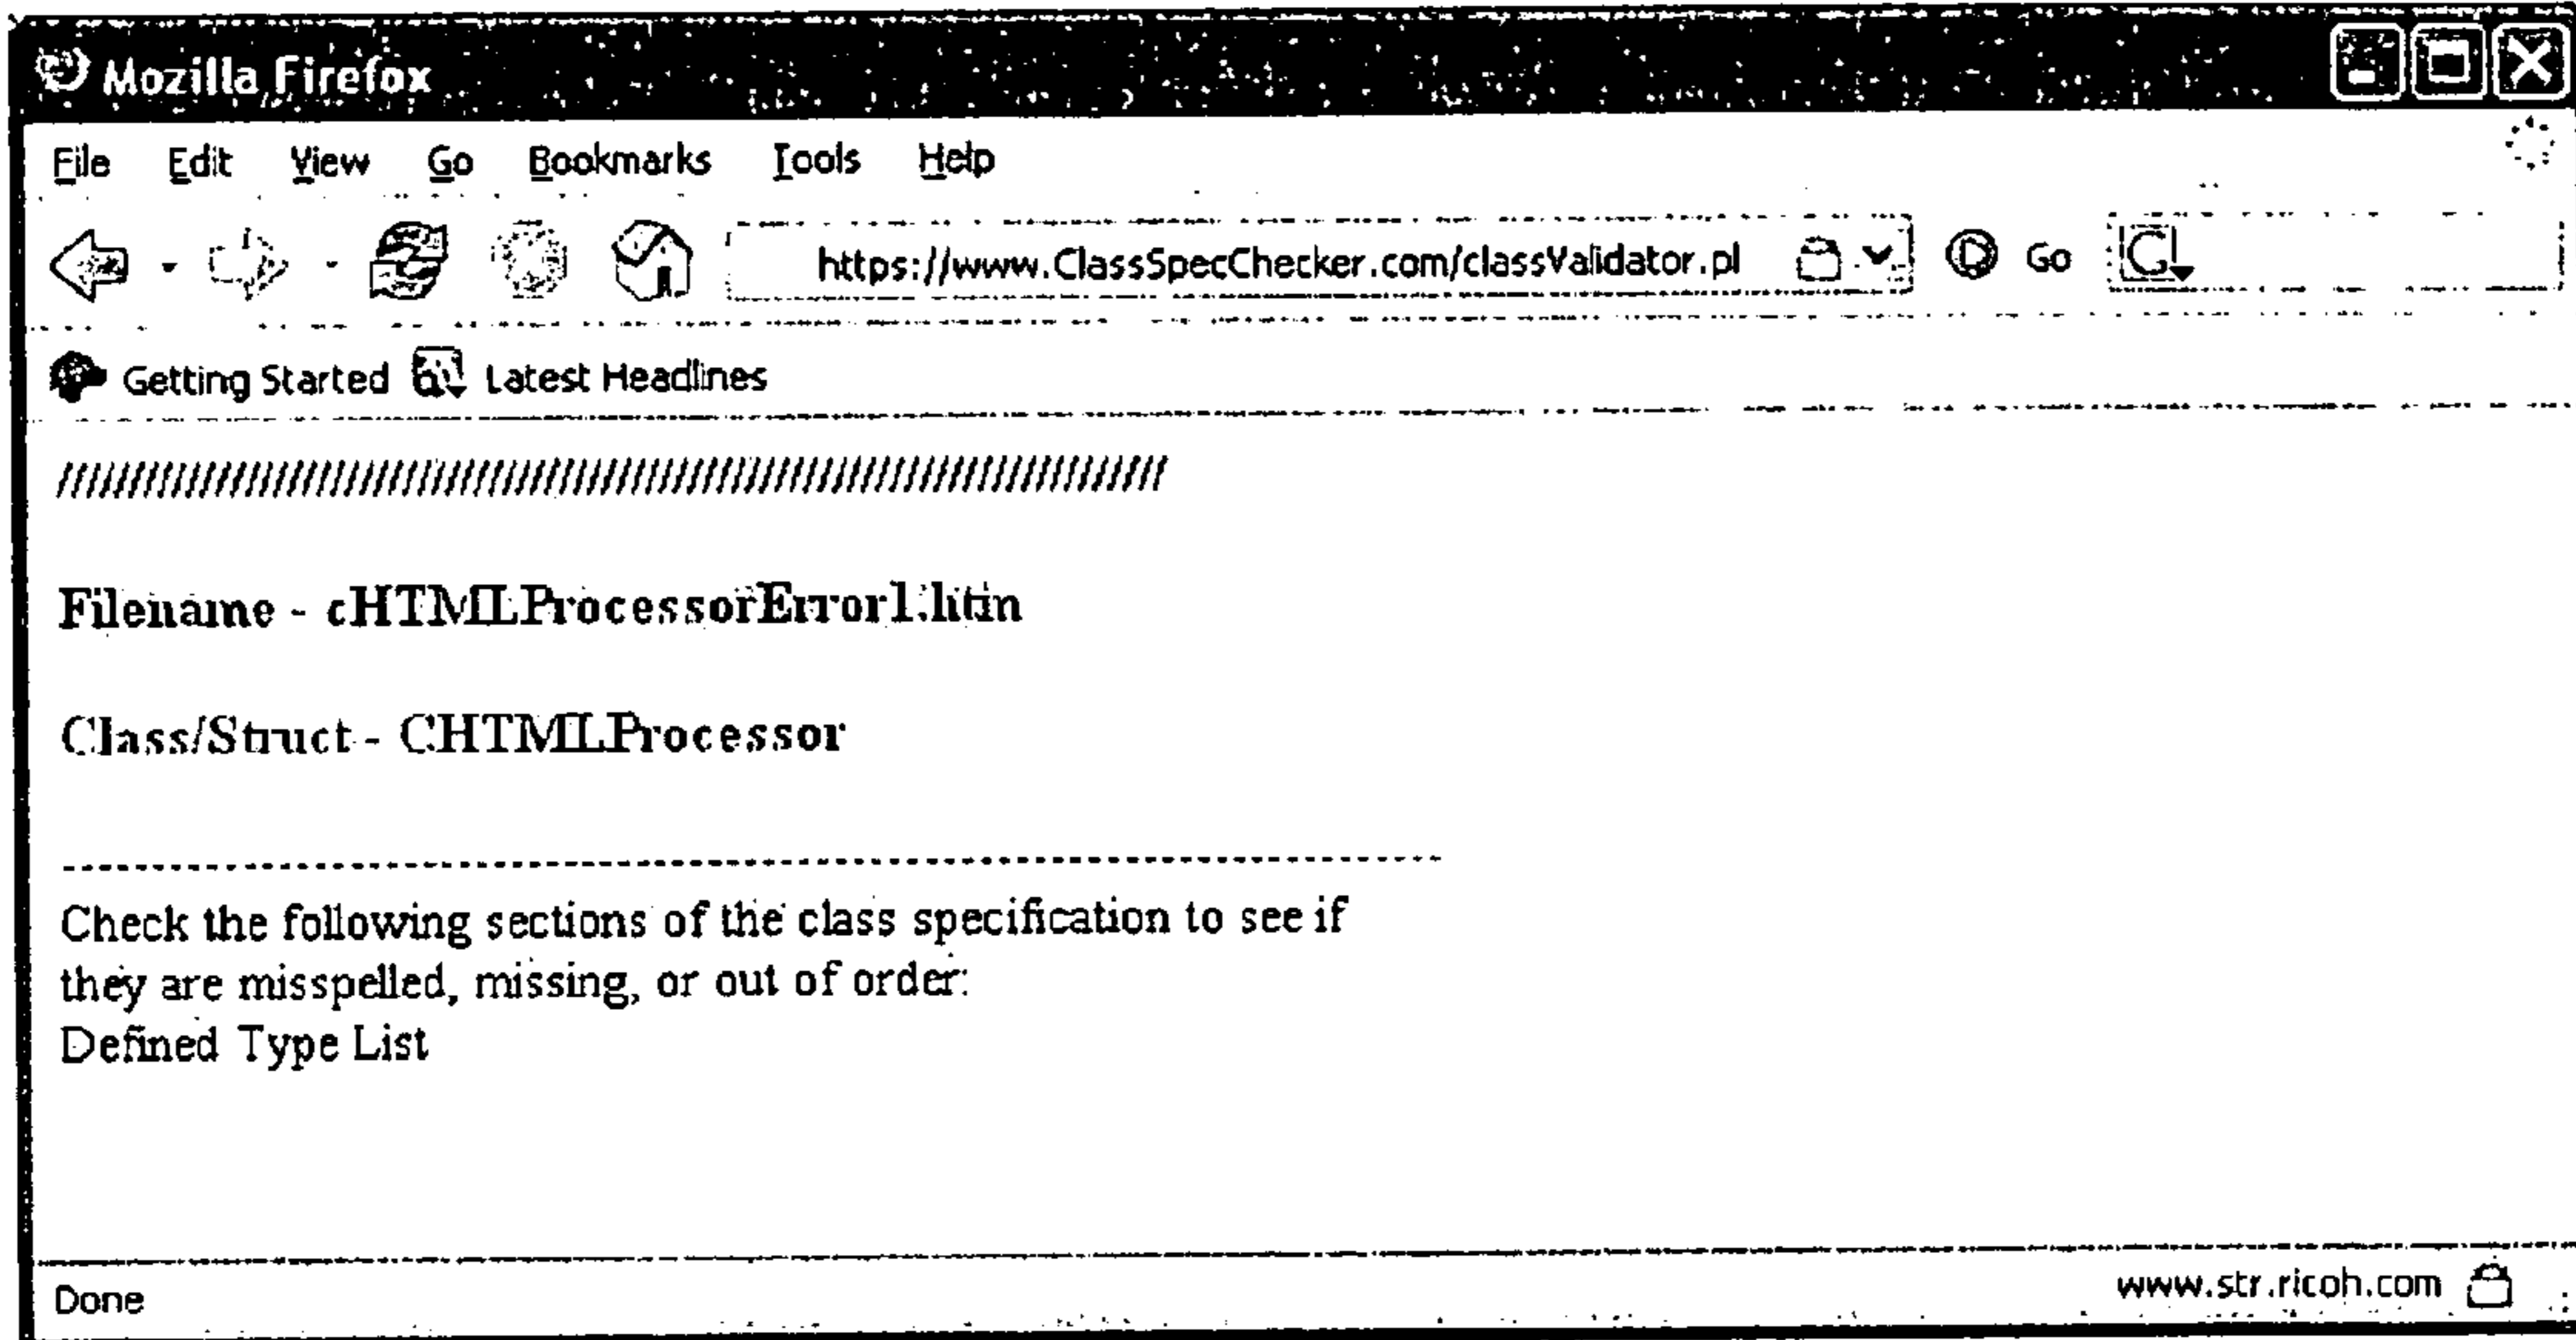 Mozilla Firefox
File Edit View Go Bookmarks Tools Help
https://www.ClassSpecChecker.com/classValidator.pl Go G
Getting Started Latest Headlines
////////////////////////////////////////////////////////////////////////////////
Filename - cHTMLProcessorError1.htm
Class/Struct - CHTMLProcessor
--------------------------------------------------------------------------------
Check the following sections of the class specification to see if
they are misspelled, missing, or out of order:
Defined Type List
Done www.str.ricoh.com